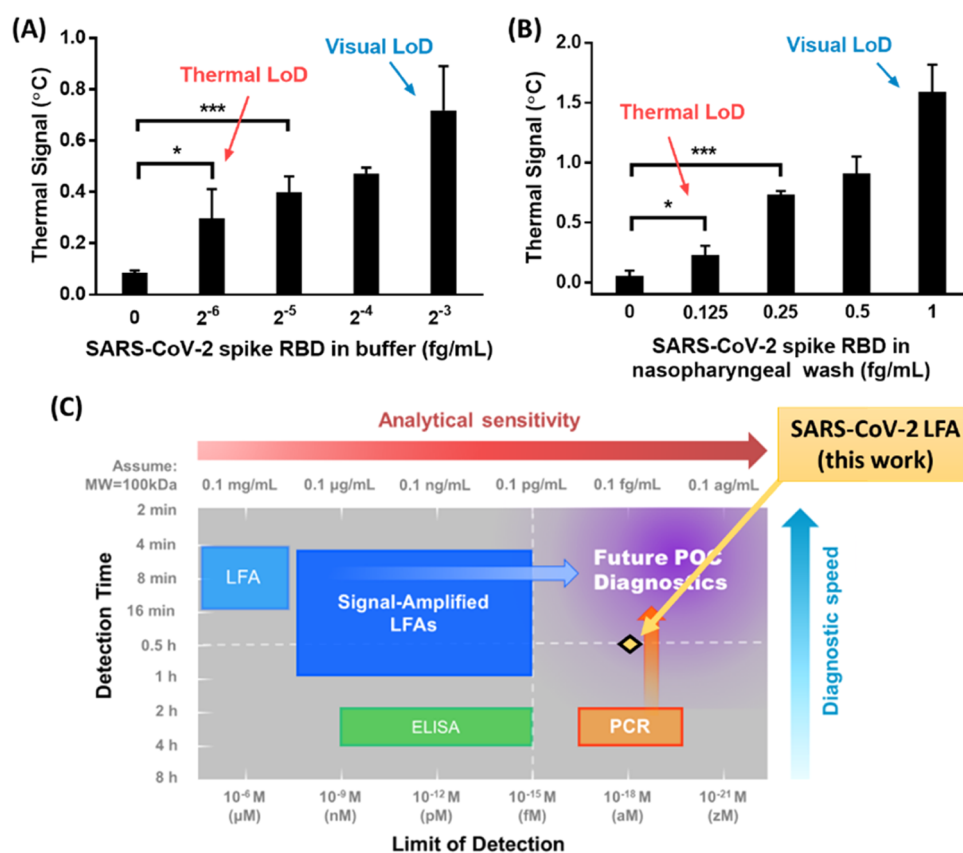 (A)
Thermal Signal (°C)
1.0
0.8
0.6
0.4
0.2
0.0
Visual LoD
Thermal LoD
***
*
0
2⁻⁶
2⁻⁵
2⁻⁴
2⁻³
SARS-CoV-2 spike RBD in buffer (fg/mL)
(B)
Thermal Signal (°C)
2.0
1.5
1.0
0.5
0.0
Visual LoD
Thermal LoD
***
*
0
0.125
0.25
0.5
1
SARS-CoV-2 spike RBD in
nasopharyngeal wash (fg/mL)
(C)
Analytical sensitivity
SARS-CoV-2 LFA
(this work)
Assume:
MW=100kDa
0.1 mg/mL
0.1 µg/mL
0.1 ng/mL
0.1 pg/mL
0.1 fg/mL
0.1 ag/mL
Detection Time
2 min
4 min
8 min
16 min
0.5 h
1 h
2 h
4 h
8 h
LFA
Signal-Amplified
LFAs
Future POC
Diagnostics
ELISA
PCR
Diagnostic speed
10⁻⁶ M
(µM)
10⁻⁹ M
(nM)
10⁻¹² M
(pM)
10⁻¹⁵ M
(fM)
10⁻¹⁸ M
(aM)
10⁻²¹ M
(zM)
Limit of Detection